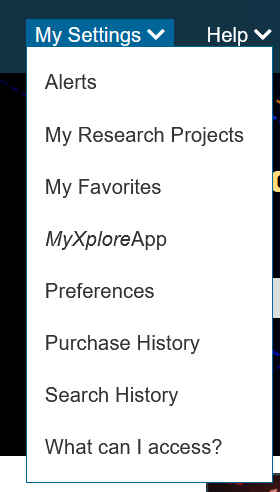 My Settings Help
Alerts
My Research Projects
My Favorites
MyXploreApp
Preferences
Purchase History
Search History
What can I access?